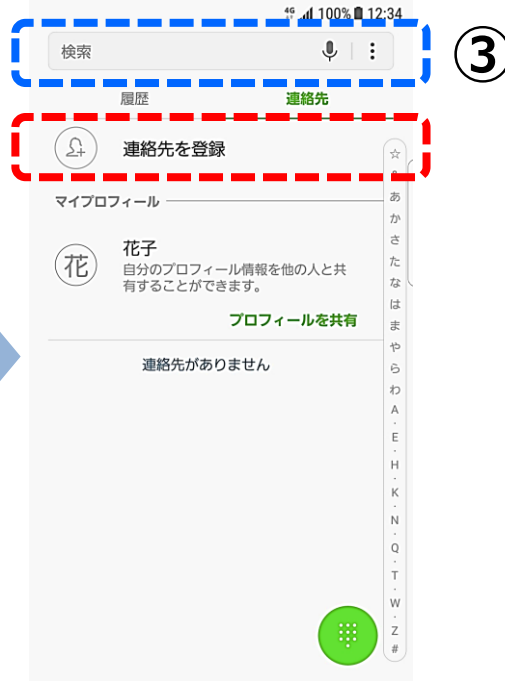 4G 100% 12:34
検索
③
履歴 連絡先
連絡先を登録
マイプロフィール
花
花子
自分のプロフィール情報を他の人と共
有することができます。
プロフィールを共有
連絡先がありません
☆
&
あ
か
さ
た
な
は
ま
や
ら
わ
A
·
E
·
H
·
K
·
N
·
Q
·
T
·
W
·
Z
#